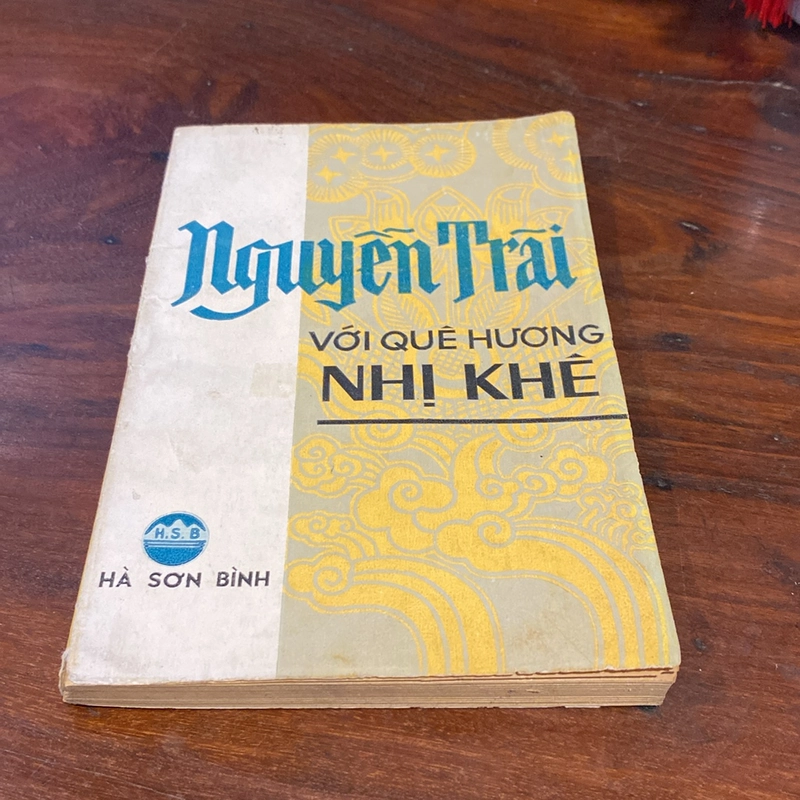 Nguyễn Trãi
VỚI QUÊ HƯƠNG
NHỊ KHÊ
H.S.B
HÀ SƠN BÌNH